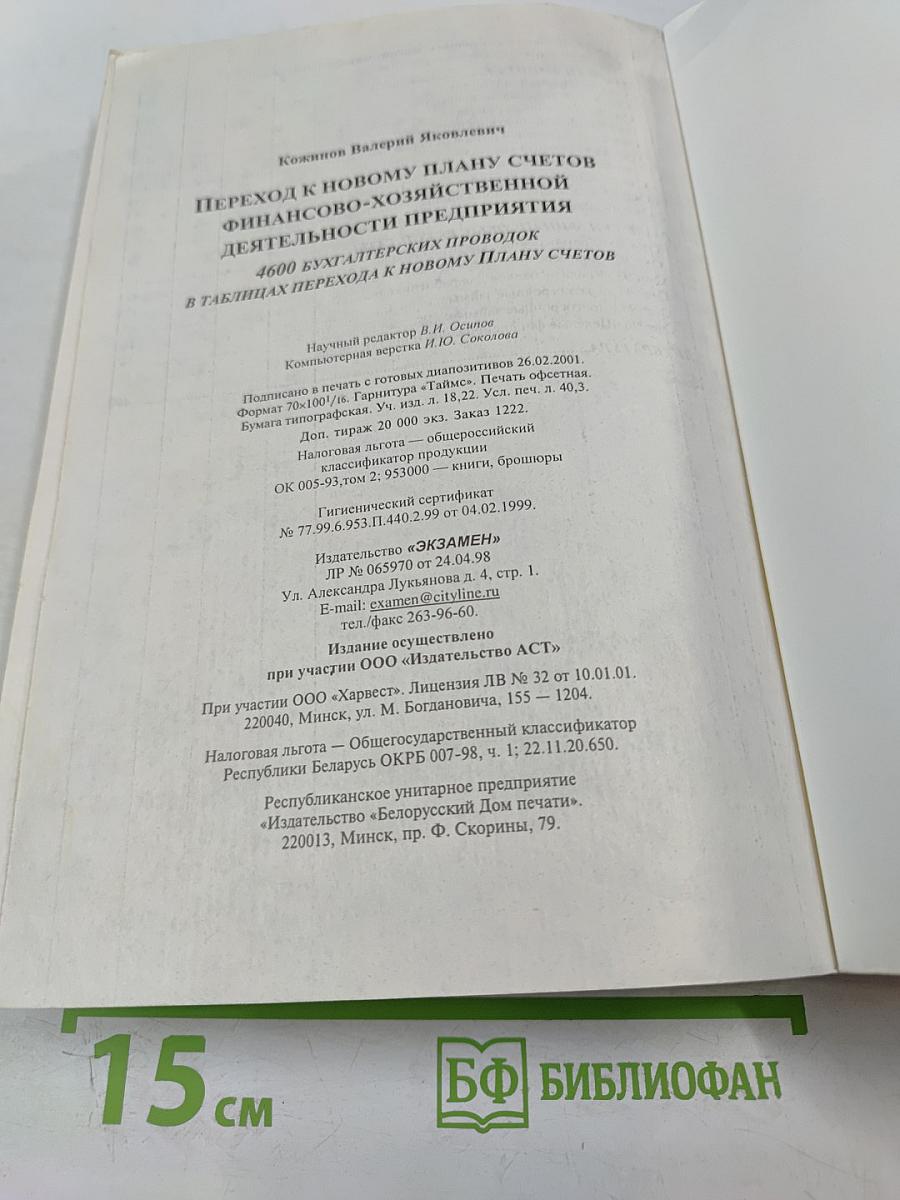 Кожинов Валерий Яковлевич
ПЕРЕХОД К НОВОМУ ПЛАНУ СЧЕТОВ
ФИНАНСОВО-ХОЗЯЙСТВЕННОЙ
ДЕЯТЕЛЬНОСТИ ПРЕДПРИЯТИЯ
4600 БУХГАЛТЕРСКИХ ПРОВОДОК
В ТАБЛИЦАХ ПЕРЕХОДА К НОВОМУ ПЛАНУ СЧЕТОВ
Научный редактор В.И. Осипов
Компьютерная верстка И.Ю. Соколова
Подписано в печать с готовых диапозитивов 26.02.2001.
Формат 70×100¹/₁₆. Гарнитура «Таймс». Печать офсетная.
Бумага типографская. Уч. изд. л. 18,22. Усл. печ. л. 40,3.
Доп. тираж 20 000 экз. Заказ 1222.
Налоговая льгота — общероссийский
классификатор продукции
ОК 005-93,том 2; 953000 — книги, брошюры
Гигиенический сертификат
№ 77.99.6.953.П.440.2.99 от 04.02.1999.
Издательство «ЭКЗАМЕН»
ЛР № 065970 от 24.04.98
Ул. Александра Лукьянова д. 4, стр. 1.
E-mail: examen@cityline.ru
тел./факс 263-96-60.
Издание осуществлено
при участии ООО «Издательство АСТ»
При участии ООО «Харвест». Лицензия ЛВ № 32 от 10.01.01.
220040, Минск, ул. М. Богдановича, 155 — 1204.
Налоговая льгота — Общегосударственный классификатор
Республики Беларусь ОКРБ 007-98, ч. 1; 22.11.20.650.
Республиканское унитарное предприятие
«Издательство «Белорусский Дом печати».
220013, Минск, пр. Ф. Скорины, 79.
15 см
БФ БИБЛИОФАН